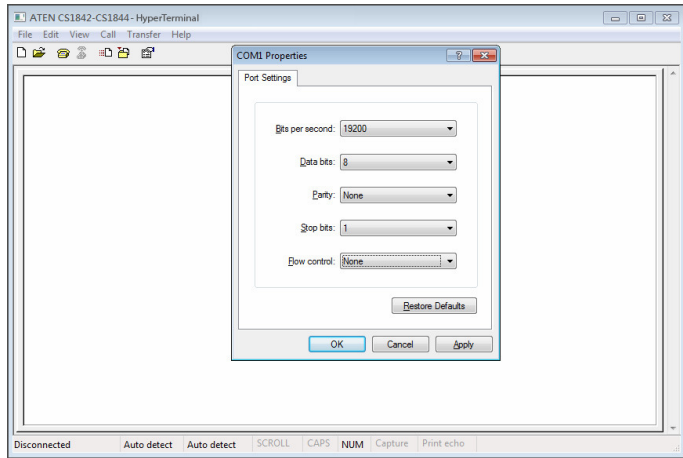 ATEN CS1842-CS1844 - HyperTerminal
File Edit View Call Transfer Help
COM1 Properties
Port Settings
Bits per second: 19200
Data bits: 8
Parity: None
Stop bits: 1
Flow control: None
Restore Defaults
OK Cancel Apply
Disconnected Auto detect Auto detect SCROLL CAPS NUM Capture Print echo